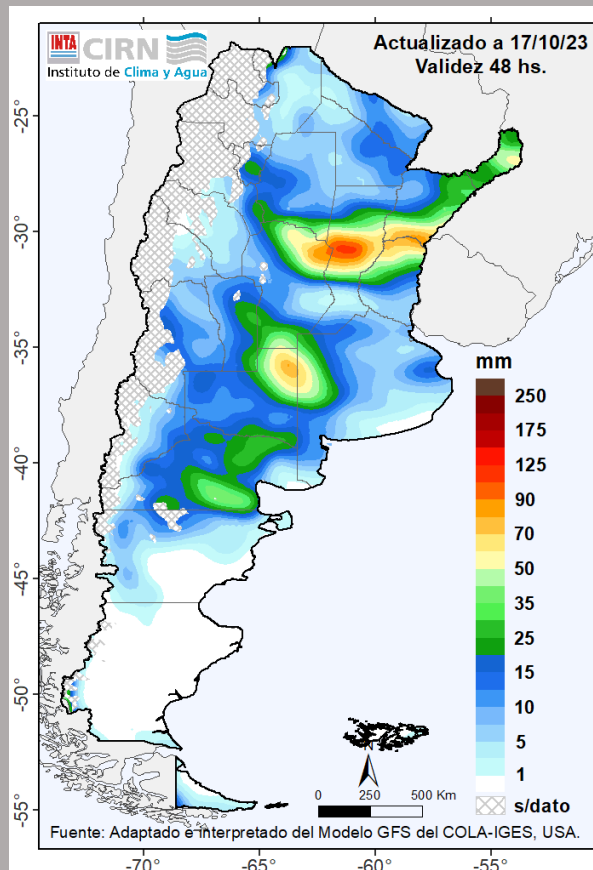 INTA CIRN
Instituto de Clima y Agua
Actualizado a 17/10/23
Validez 48 hs.
-25°
-30°
-35°
-40°
-45°
-50°
-55°
mm
250
175
125
90
70
50
35
25
15
10
5
1
s/dato
N
0 250 500 Km
Fuente: Adaptado e interpretado del Modelo GFS del COLA-IGES, USA.
-70° -65° -60° -55°